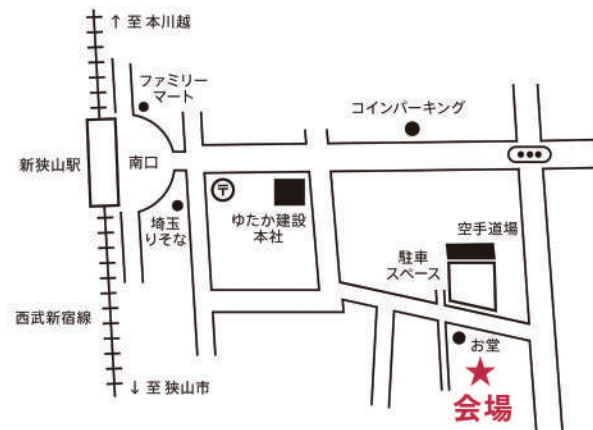 ↑ 至 本川越
ファミリー
マート
コインパーキング
新狭山駅
南口
〒
埼玉
りそな
ゆたか建設
本社
空手道場
駐車
スペース
西武新宿線
お堂
↓ 至 狭山市
会場